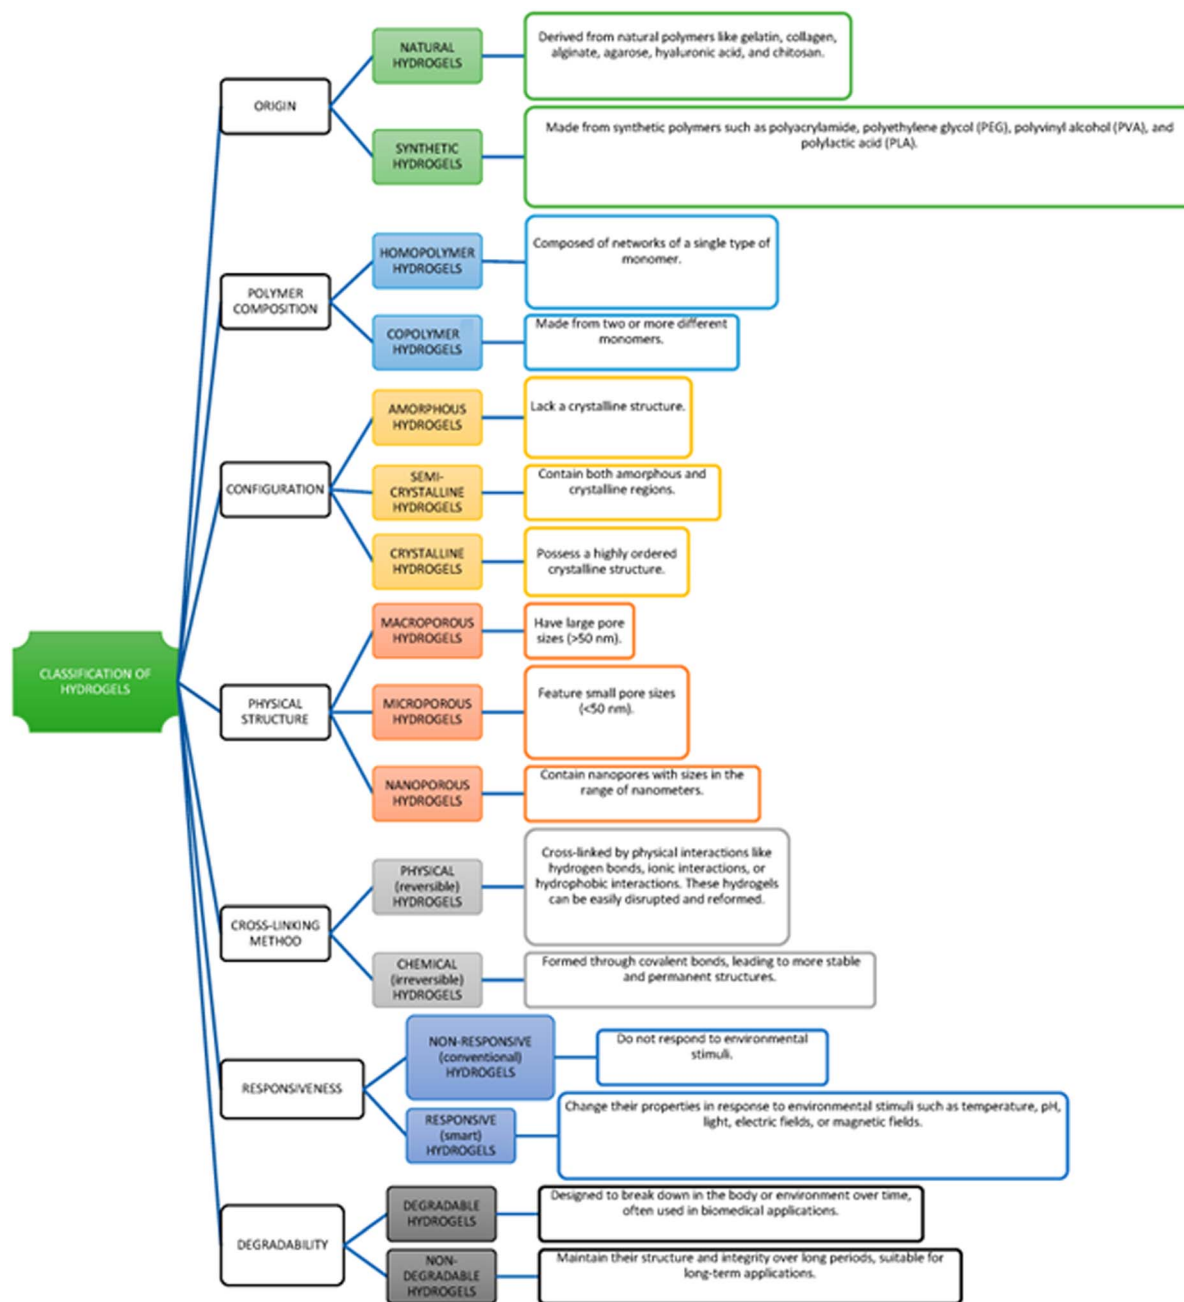 CLASSIFICATION OF
HYDROGELS
ORIGIN
NATURAL
HYDROGELS
Derived from natural polymers like gelatin, collagen,
alginate, agarose, hyaluronic acid, and chitosan.
SYNTHETIC
HYDROGELS
Made from synthetic polymers such as polyacrylamide, polyethylene glycol (PEG), polyvinyl alcohol (PVA), and
polylactic acid (PLA).
POLYMER
COMPOSITION
HOMOPOLYMER
HYDROGELS
Composed of networks of a single type of
monomer.
COPOLYMER
HYDROGELS
Made from two or more different
monomers.
CONFIGURATION
AMORPHOUS
HYDROGELS
Lack a crystalline structure.
SEMI-
CRYSTALLINE
HYDROGELS
Contain both amorphous and
crystalline regions.
CRYSTALLINE
HYDROGELS
Possess a highly ordered
crystalline structure.
PHYSICAL
STRUCTURE
MACROPOROUS
HYDROGELS
Have large pore
sizes (>50 nm).
MICROPOROUS
HYDROGELS
Feature small pore sizes
(<50 nm).
NANOPOROUS
HYDROGELS
Contain nanopores with sizes in the
range of nanometers.
CROSS-LINKING
METHOD
PHYSICAL
(reversible)
HYDROGELS
Cross-linked by physical interactions like
hydrogen bonds, ionic interactions, or
hydrophobic interactions. These hydrogels
can be easily disrupted and reformed.
CHEMICAL
(irreversible)
HYDROGELS
Formed through covalent bonds, leading to more stable
and permanent structures.
RESPONSIVENESS
NON-RESPONSIVE
(conventional)
HYDROGELS
Do not respond to environmental
stimuli.
RESPONSIVE
(smart)
HYDROGELS
Change their properties in response to environmental stimuli such as temperature, pH,
light, electric fields, or magnetic fields.
DEGRADABILITY
DEGRADABLE
HYDROGELS
Designed to break down in the body or environment over time,
often used in biomedical applications.
NON-
DEGRADABLE
HYDROGELS
Maintain their structure and integrity over long periods, suitable for
long-term applications.